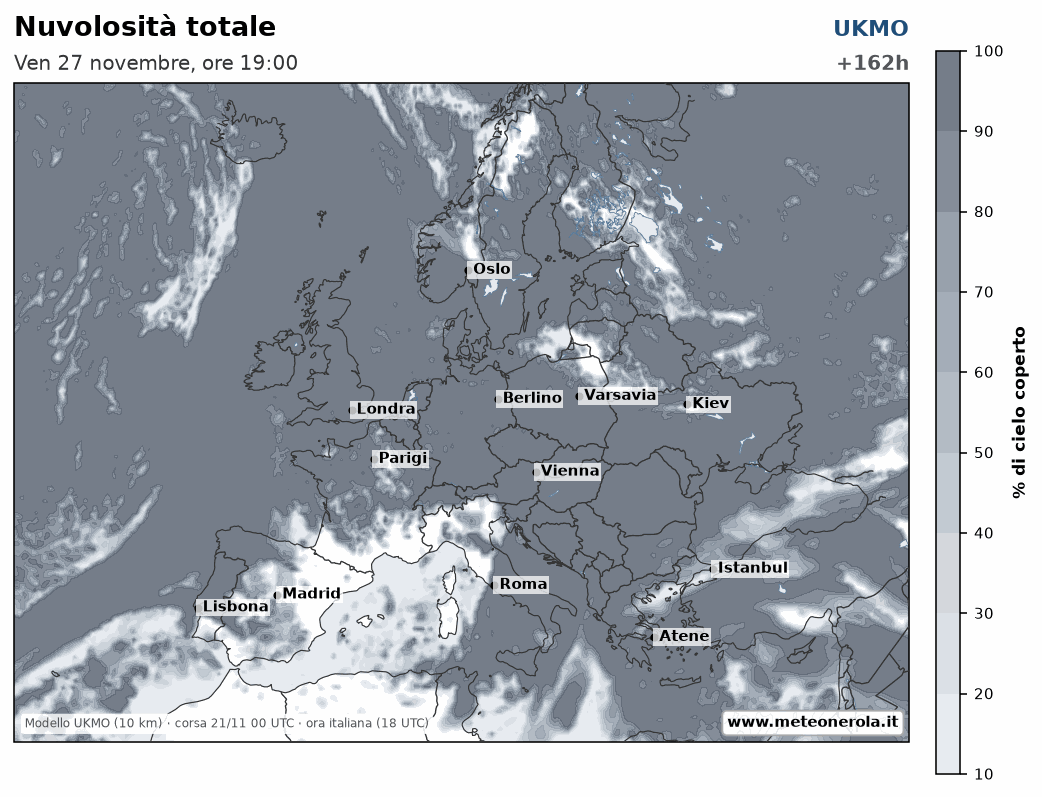 Nuvolosità totale
UKMO
Ven 27 novembre, ore 19:00
+162h
100
90
80
70
60
50
40
30
20
10
% di cielo coperto
Oslo
Berlino
Varsavia
Kiev
Londra
Parigi
Vienna
Istanbul
Roma
Madrid
Lisbona
Atene
Modello UKMO (10 km) · corsa 21/11 00 UTC · ora italiana (18 UTC)
www.meteonerola.it